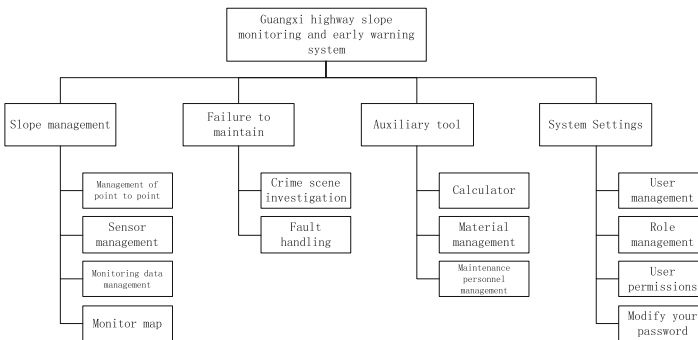 Guangxi highway slope
monitoring and early warning
system
Slope management
Failure to
maintain
Auxiliary tool
System Settings
Management of
point to point
Sensor
management
Monitoring data
management
Monitor map
Crime scene
investigation
Fault
handling
Calculator
Material
management
Maintenance
personnel
management
User
management
Role
management
User
permissions
Modify your
password